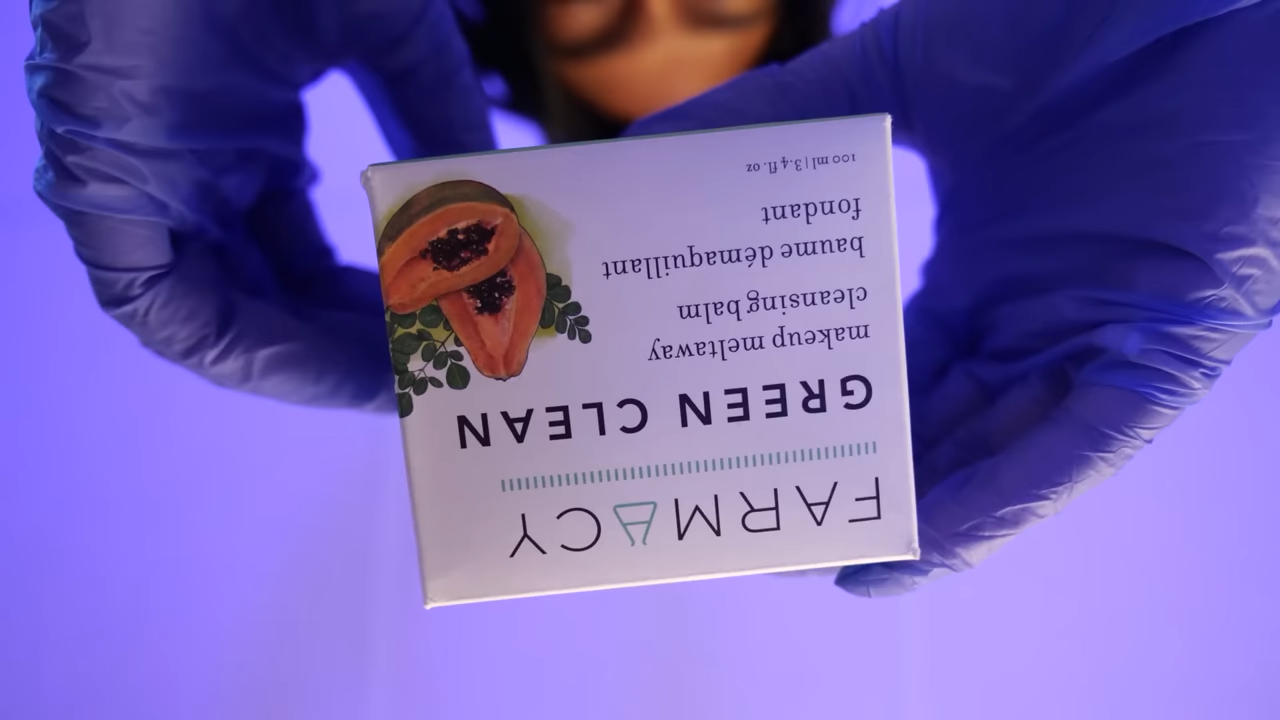 FARMACY
GREEN CLEAN
makeup meltaway
cleansing balm
baume démaquillant
fondant
100 ml | 3.4 fl. oz